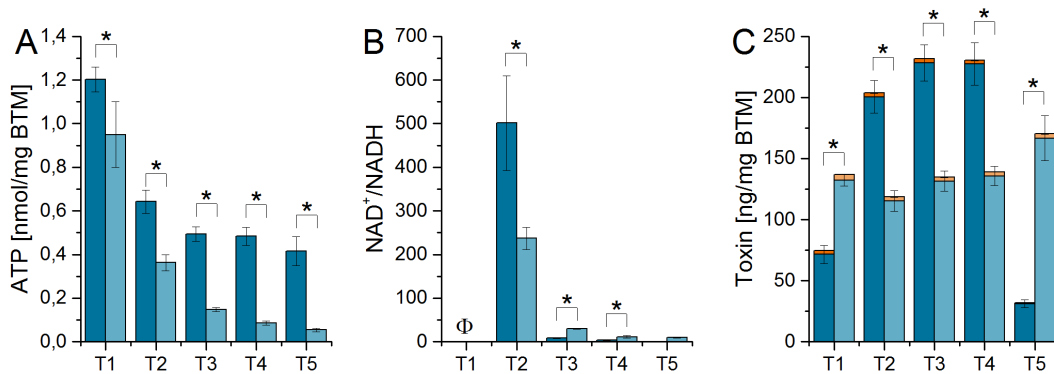 A
ATP [nmol/mg BTM]
1,4
1,2
1,0
0,8
0,6
0,4
0,2
0,0
* * * * *
T1 T2 T3 T4 T5
B
NAD+/NADH
700
600
500
400
300
200
100
0
Φ * * *
T1 T2 T3 T4 T5
C
Toxin [ng/mg BTM]
250
200
150
100
50
0
* * * * *
T1 T2 T3 T4 T5